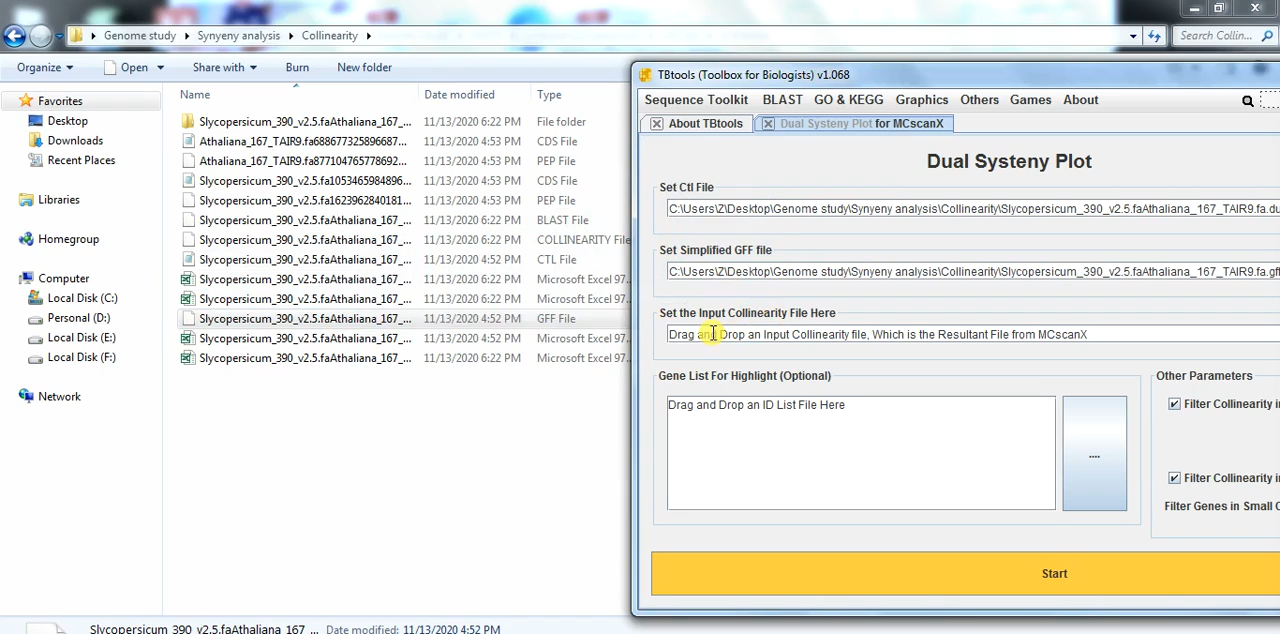 Genome study
Synyeny analysis
Collinearity
Search Collin...
Organize
Open
Share with
Burn
New folder
Favorites
Desktop
Downloads
Recent Places
Libraries
Homegroup
Computer
Local Disk (C:)
Personal (D:)
Local Disk (E:)
Local Disk (F:)
Network
Name Date modified Type
Slycopersicum_390_v2.5.faAthaliana_167_... 11/13/2020 6:22 PM File folder
Athaliana_167_TAIR9.fa688677325896687... 11/13/2020 4:53 PM CDS File
Athaliana_167_TAIR9.fa877104765778692... 11/13/2020 4:53 PM PEP File
Slycopersicum_390_v2.5.fa1053465984896... 11/13/2020 4:53 PM CDS File
Slycopersicum_390_v2.5.fa1623962840181... 11/13/2020 4:53 PM PEP File
Slycopersicum_390_v2.5.faAthaliana_167_... 11/13/2020 6:22 PM BLAST File
Slycopersicum_390_v2.5.faAthaliana_167_... 11/13/2020 6:22 PM COLLINEARITY File
Slycopersicum_390_v2.5.faAthaliana_167_... 11/13/2020 4:52 PM CTL File
Slycopersicum_390_v2.5.faAthaliana_167_... 11/13/2020 6:22 PM Microsoft Excel 97...
Slycopersicum_390_v2.5.faAthaliana_167_... 11/13/2020 6:22 PM Microsoft Excel 97...
Slycopersicum_390_v2.5.faAthaliana_167_... 11/13/2020 4:52 PM GFF File
Slycopersicum_390_v2.5.faAthaliana_167_... 11/13/2020 4:52 PM Microsoft Excel 97...
Slycopersicum_390_v2.5.faAthaliana_167_... 11/13/2020 6:22 PM Microsoft Excel 97...
Slycopersicum_390_v2.5.faAthaliana_167_... Date modified: 11/13/2020 4:52 PM
TBtools (Toolbox for Biologists) v1.068
Sequence Toolkit BLAST GO & KEGG Graphics Others Games About
About TBtools Dual Systeny Plot for MCscanX
Dual Systeny Plot
Set Ctl File
C:\Users\Z\Desktop\Genome study\Synyeny analysis\Collinearity\Slycopersicum_390_v2.5.faAthaliana_167_TAIR9.fa.du
Set Simplified GFF file
C:\Users\Z\Desktop\Genome study\Synyeny analysis\Collinearity\Slycopersicum_390_v2.5.faAthaliana_167_TAIR9.fa.gff
Set the Input Collinearity File Here
Drag and Drop an Input Collinearity file, Which is the Resultant File from MCscanX
Gene List For Highlight (Optional)
Drag and Drop an ID List File Here
....
Other Parameters
Filter Collinearity in
Filter Collinearity in
Filter Genes in Small C
Start